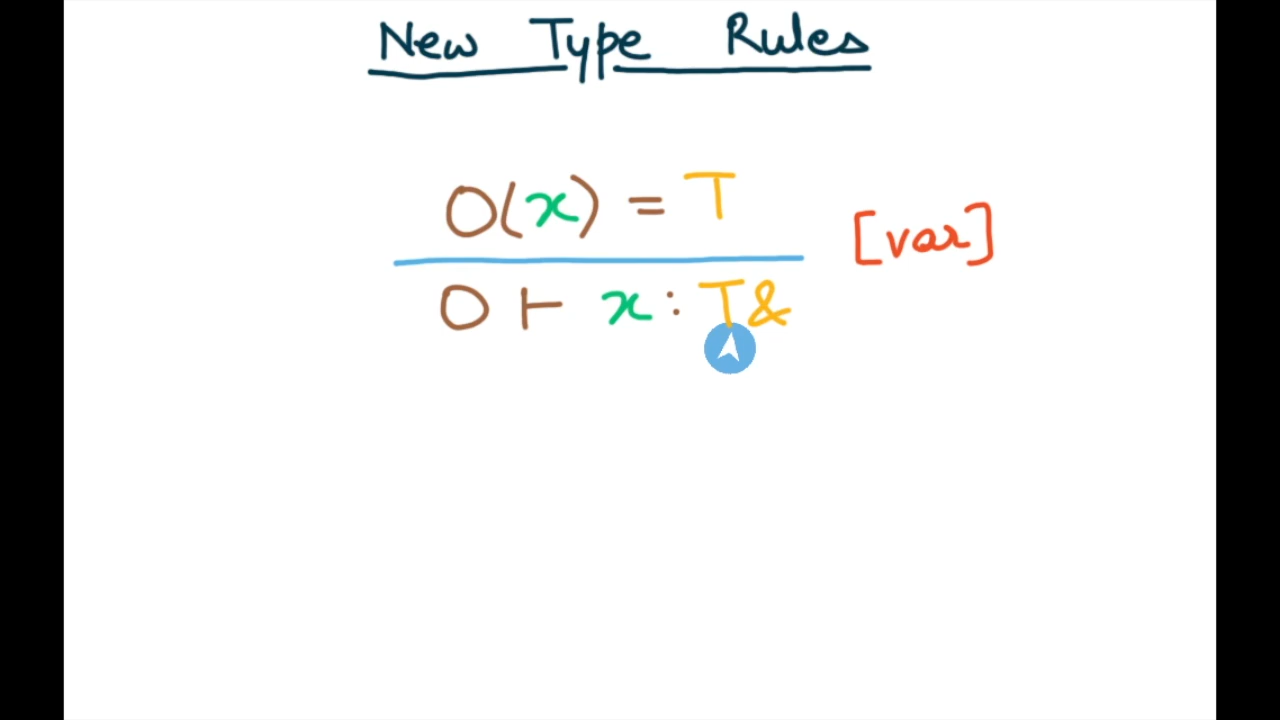 New Type Rules
O(x) = T
[var]
O ⊢ x : T&